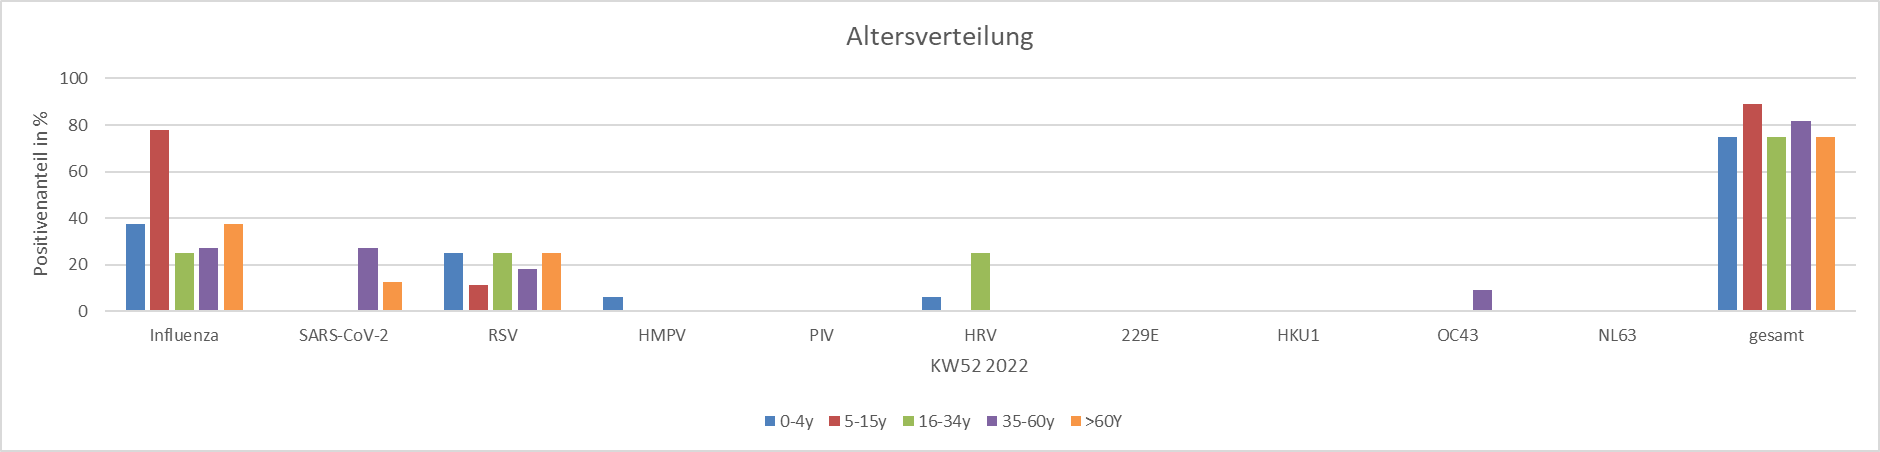 Altersverteilung
Positivenanteil in %
100
80
60
40
20
0
Influenza SARS-CoV-2 RSV HMPV PIV HRV 229E HKU1 OC43 NL63 gesamt
KW52 2022
0-4y 5-15y 16-34y 35-60y >60Y